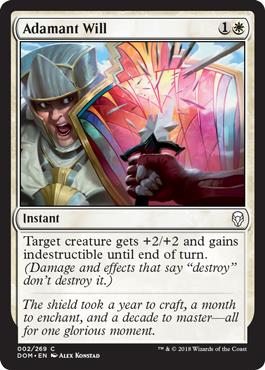 Adamant Will 1
Instant
Target creature gets +2/+2 and gains
indestructible until end of turn.
(Damage and effects that say “destroy”
don’t destroy it.)
The shield took a year to craft, a month
to enchant, and a decade to master—all
for one glorious moment.
002/269 C
DOM • EN Alex Konstad ™ & © 2018 Wizards of the Coast